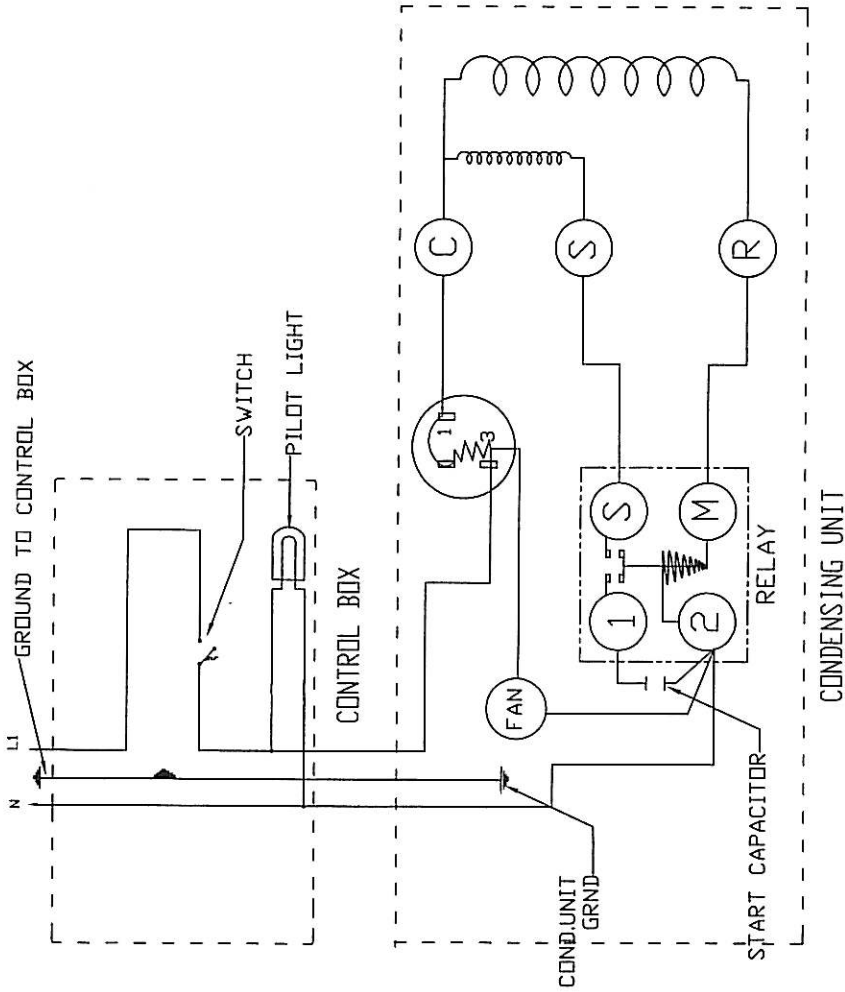 L1
N
GROUND TO CONTROL BOX
SWITCH
PILOT LIGHT
CONTROL BOX
COND.UNIT
GRND
START CAPACITOR
FAN
1
3
C
S
R
1
S
2
M
RELAY
CONDENSING UNIT